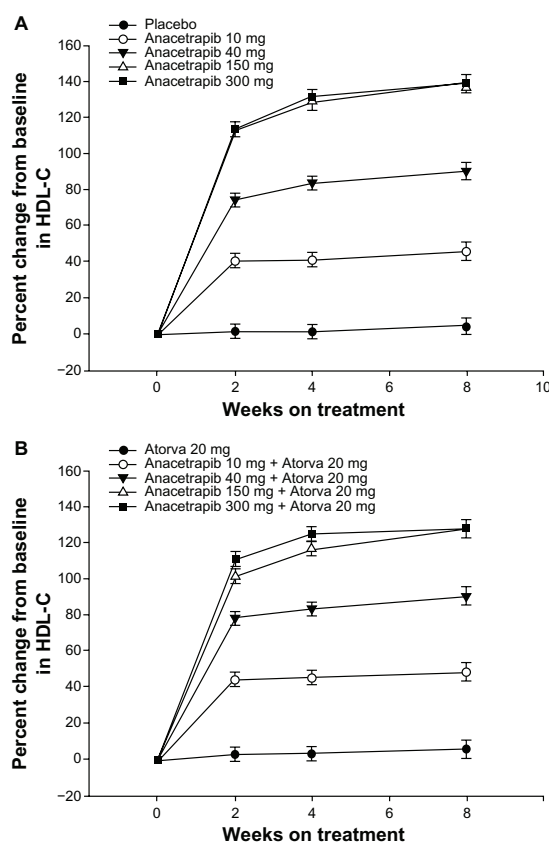 A
Placebo
Anacetrapib 10 mg
Anacetrapib 40 mg
Anacetrapib 150 mg
Anacetrapib 300 mg
160
140
120
100
80
60
40
20
0
−20
Percent change from baseline
in HDL-C
0 2 4 6 8 10
Weeks on treatment
B
Atorva 20 mg
Anacetrapib 10 mg + Atorva 20 mg
Anacetrapib 40 mg + Atorva 20 mg
Anacetrapib 150 mg + Atorva 20 mg
Anacetrapib 300 mg + Atorva 20 mg
160
140
120
100
80
60
40
20
0
−20
Percent change from baseline
in HDL-C
0 2 4 6 8
Weeks on treatment